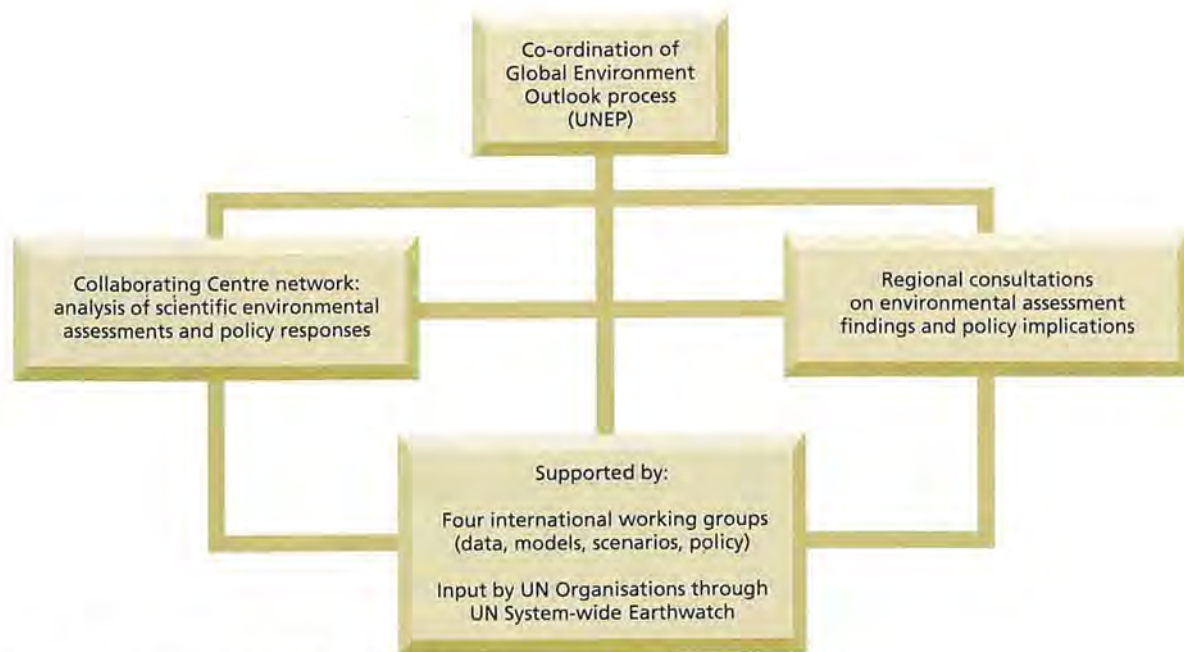 Co-ordination of
Global Environment
Outlook process
(UNEP)
Collaborating Centre network:
analysis of scientific environmental
assessments and policy responses
Regional consultations
on environmental assessment
findings and policy implications
Supported by:
Four international working groups
(data, models, scenarios, policy)
Input by UN Organisations through
UN System-wide Earthwatch